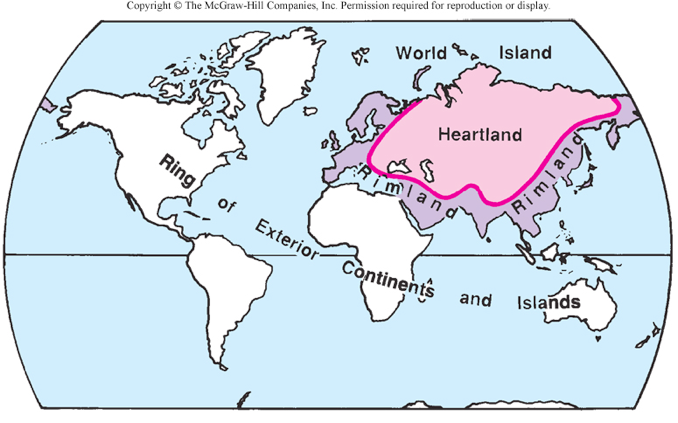 Copyright © The McGraw-Hill Companies, Inc. Permission required for reproduction or display.
World Island
Heartland
Rimland
Rimland
Ring of Exterior Continents and Islands